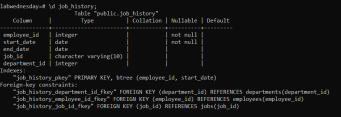 labwednesday=# \d job_history;
Table "public.job_history"
Column | Type | Collation | Nullable | Default
employee_id | integer | | not null |
start_date | date | | not null |
end_date | date | | |
job_id | character varying(10) | | |
department_id | integer | | |
Indexes:
"job_history_pkey" PRIMARY KEY, btree (employee_id, start_date)
Foreign-key constraints:
"job_history_department_id_fkey" FOREIGN KEY (department_id) REFERENCES departments(department_id)
"job_history_employee_id_fkey" FOREIGN KEY (employee_id) REFERENCES employees(employee_id)
"job_history_job_id_fkey" FOREIGN KEY (job_id) REFERENCES jobs(job_id)